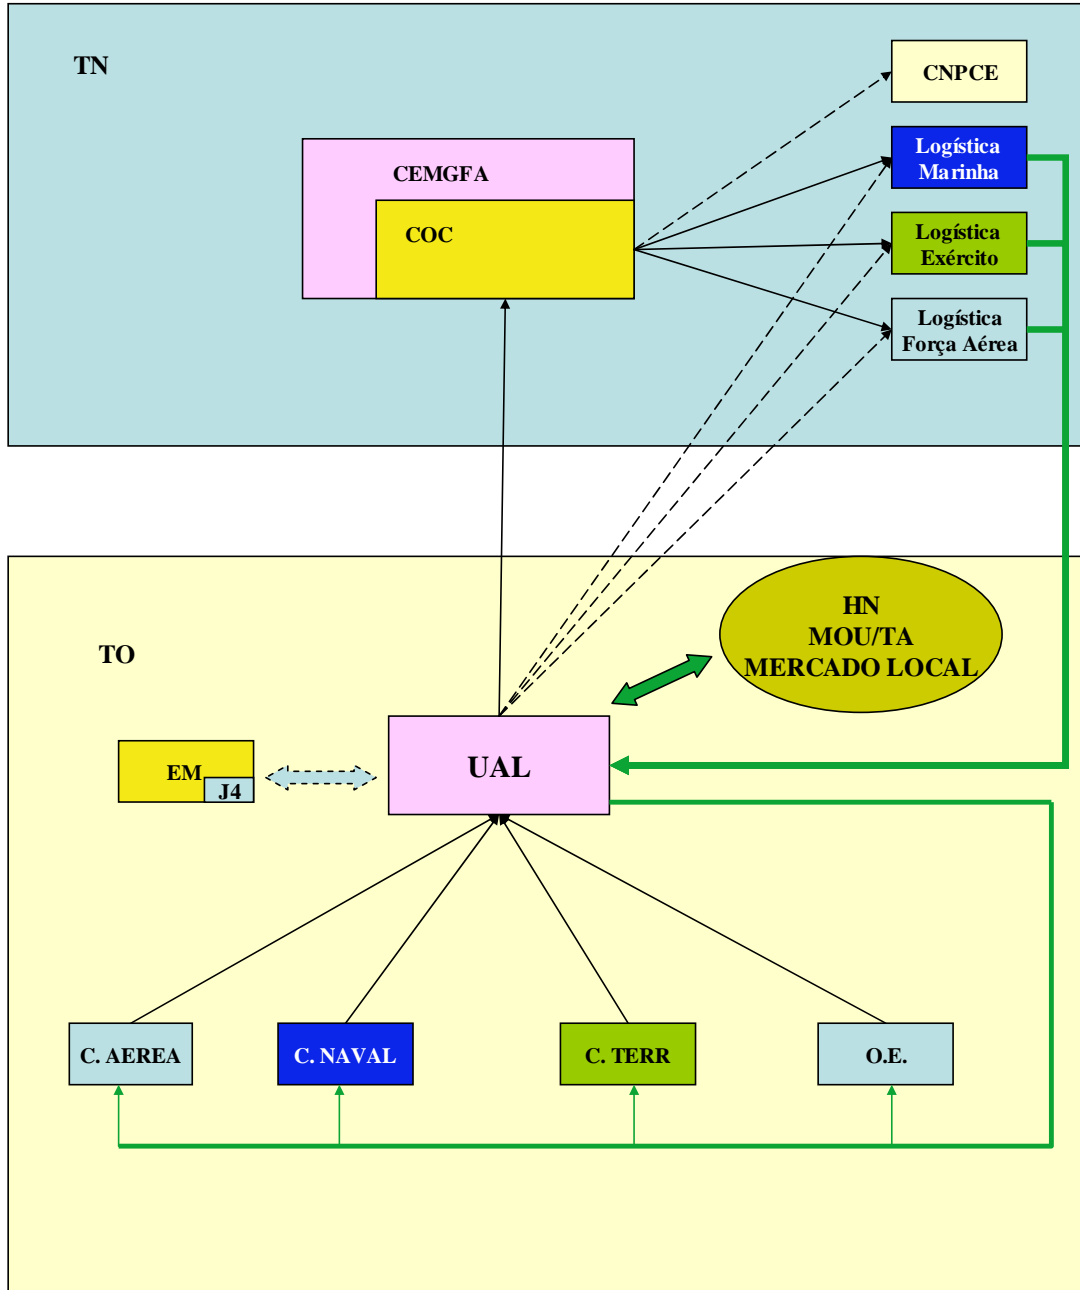 TN
CNPCE
Logística
Marinha
CEMGFA
COC
Logística
Exército
Logística
Força Aérea
HN
MOU/TA
MERCADO LOCAL
TO
UAL
EM
J4
C. AEREA
C. NAVAL
C. TERR
O.E.